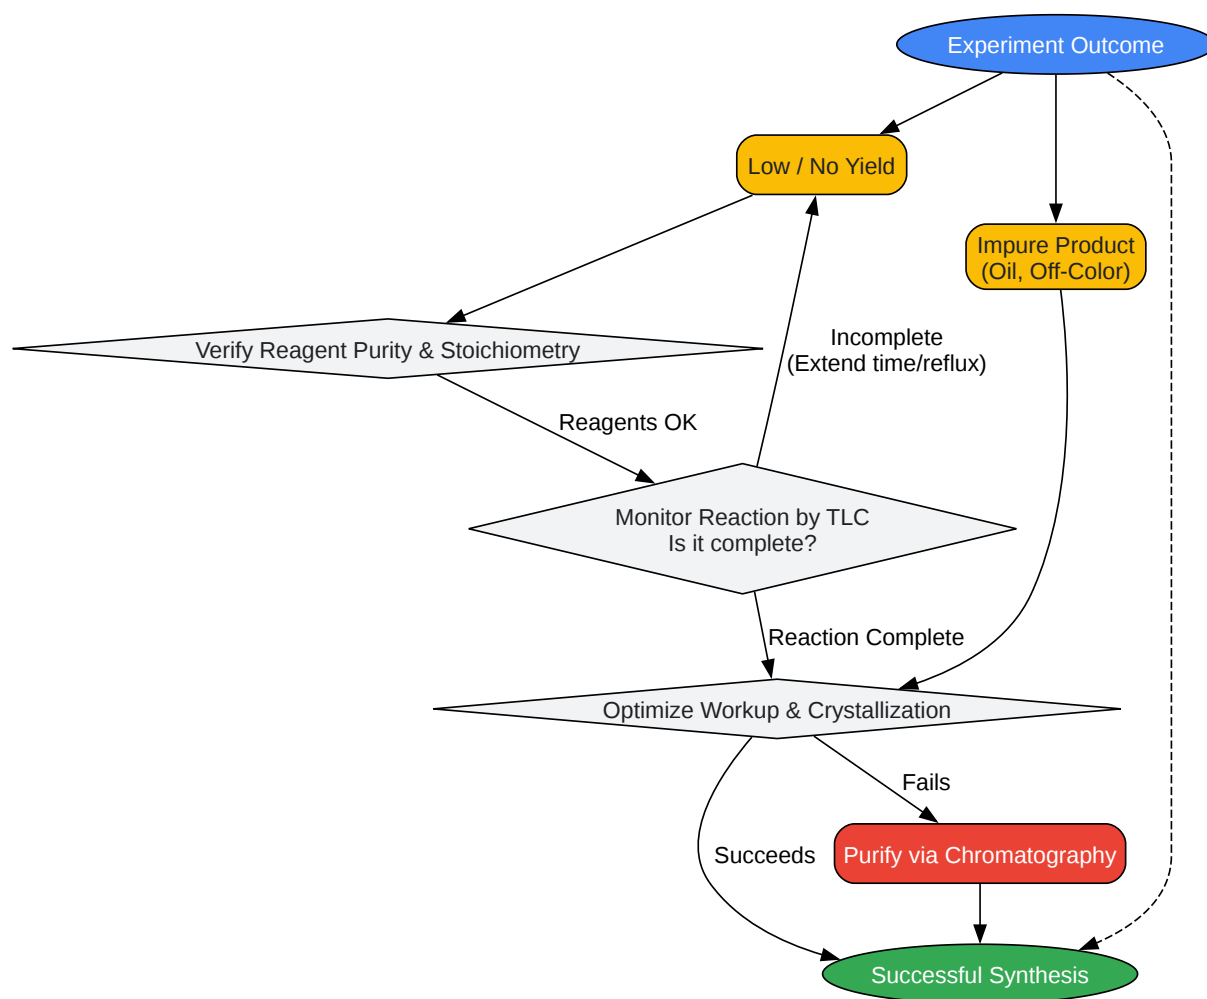 Experiment Outcome
Low / No Yield
Impure Product
(Oil, Off-Color)
Incomplete
(Extend time/reflux)
Verify Reagent Purity & Stoichiometry
Reagents OK
Monitor Reaction by TLC
Is it complete?
Reaction Complete
Optimize Workup & Crystallization
Fails
Succeeds
Purify via Chromatography
Successful Synthesis